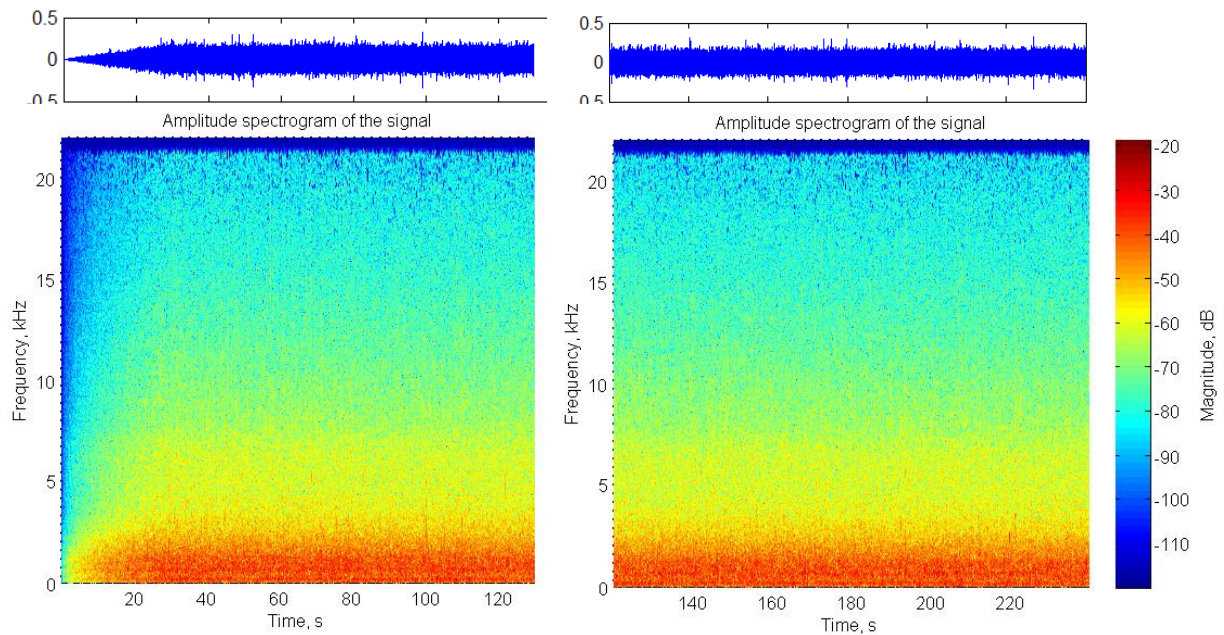 0.5
0
-0.5
0.5
0
0.5
Amplitude spectrogram of the signal
Amplitude spectrogram of the signal
20
15
10
5
0
Frequency, kHz
20 40 60 80 100 120
Time, s
20
15
10
5
0
Frequency, kHz
140 160 180 200 220
Time, s
-20
-30
-40
-50
-60
-70
-80
-90
-100
-110
Magnitude, dB